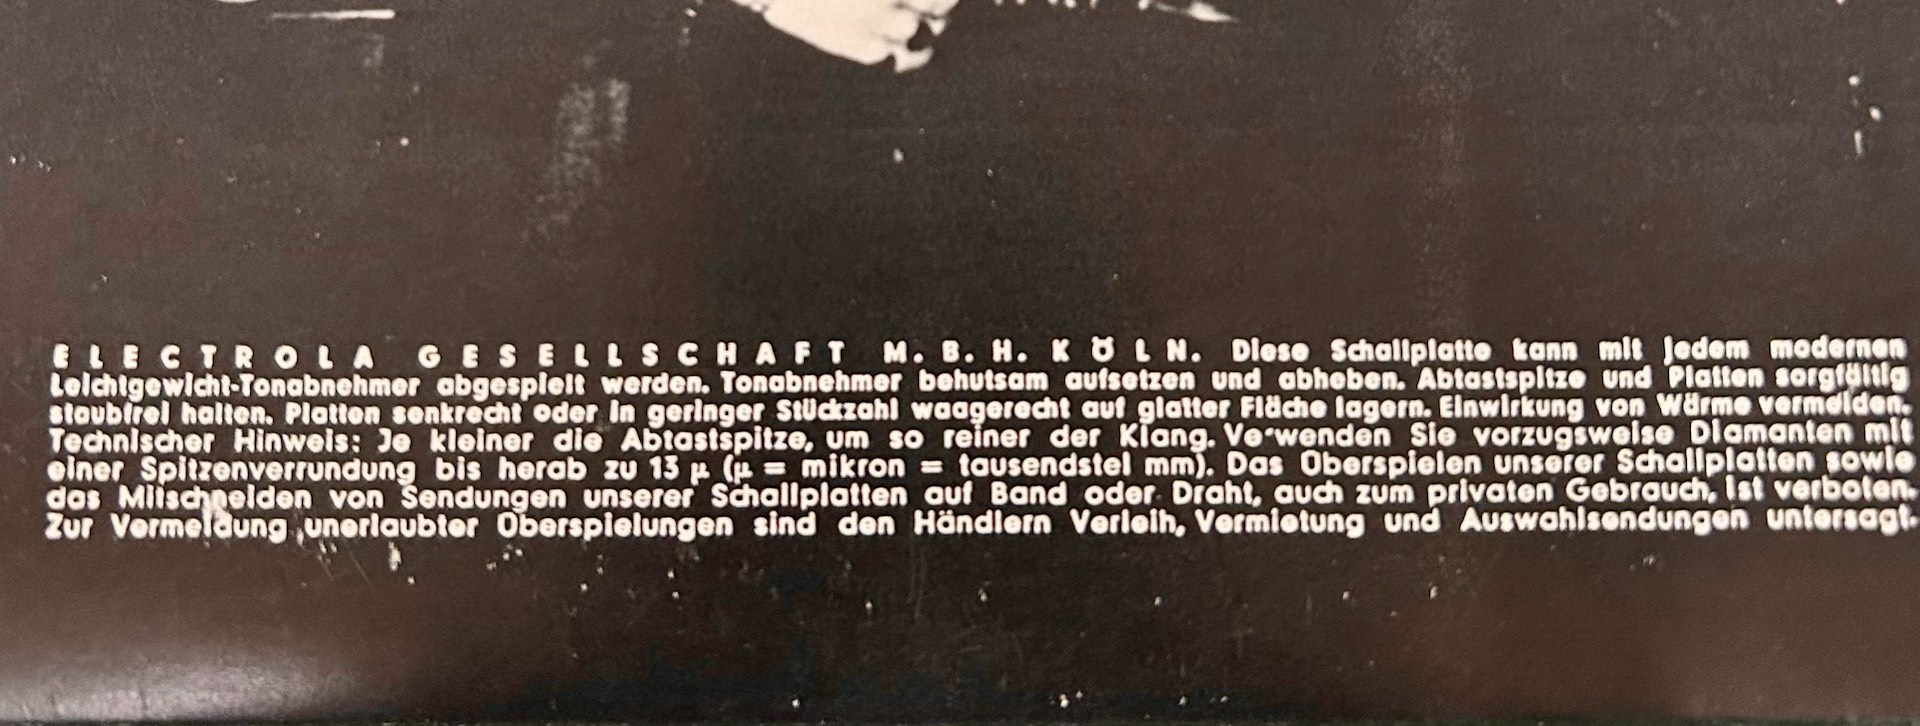 ELECTROLA GESELLSCHAFT M.B.H. KÖLN. Diese Schallplatte kann mit jedem modernen
Leichtgewicht-Tonabnehmer abgespielt werden. Tonabnehmer behutsam aufsetzen und abheben. Abtastspitze und Platten sorgfältig
staubfrei halten. Platten senkrecht oder in geringer Stückzahl waagerecht auf glatter Fläche lagern. Einwirkung von Wärme vermeiden.
Technischer Hinweis: Je kleiner die Abtastspitze, um so reiner der Klang. Verwenden Sie vorzugsweise Diamanten mit
einer Spitzenverrundung bis herab zu 13 µ (µ = mikron = tausendstel mm). Das Überspielen unserer Schallplatten sowie
das Mitschneiden von Sendungen unserer Schallplatten auf Band oder Draht, auch zum privaten Gebrauch, ist verboten.
Zur Vermeidung unerlaubter Überspielungen sind den Händlern Verleih, Vermietung und Auswahlsendungen untersagt.